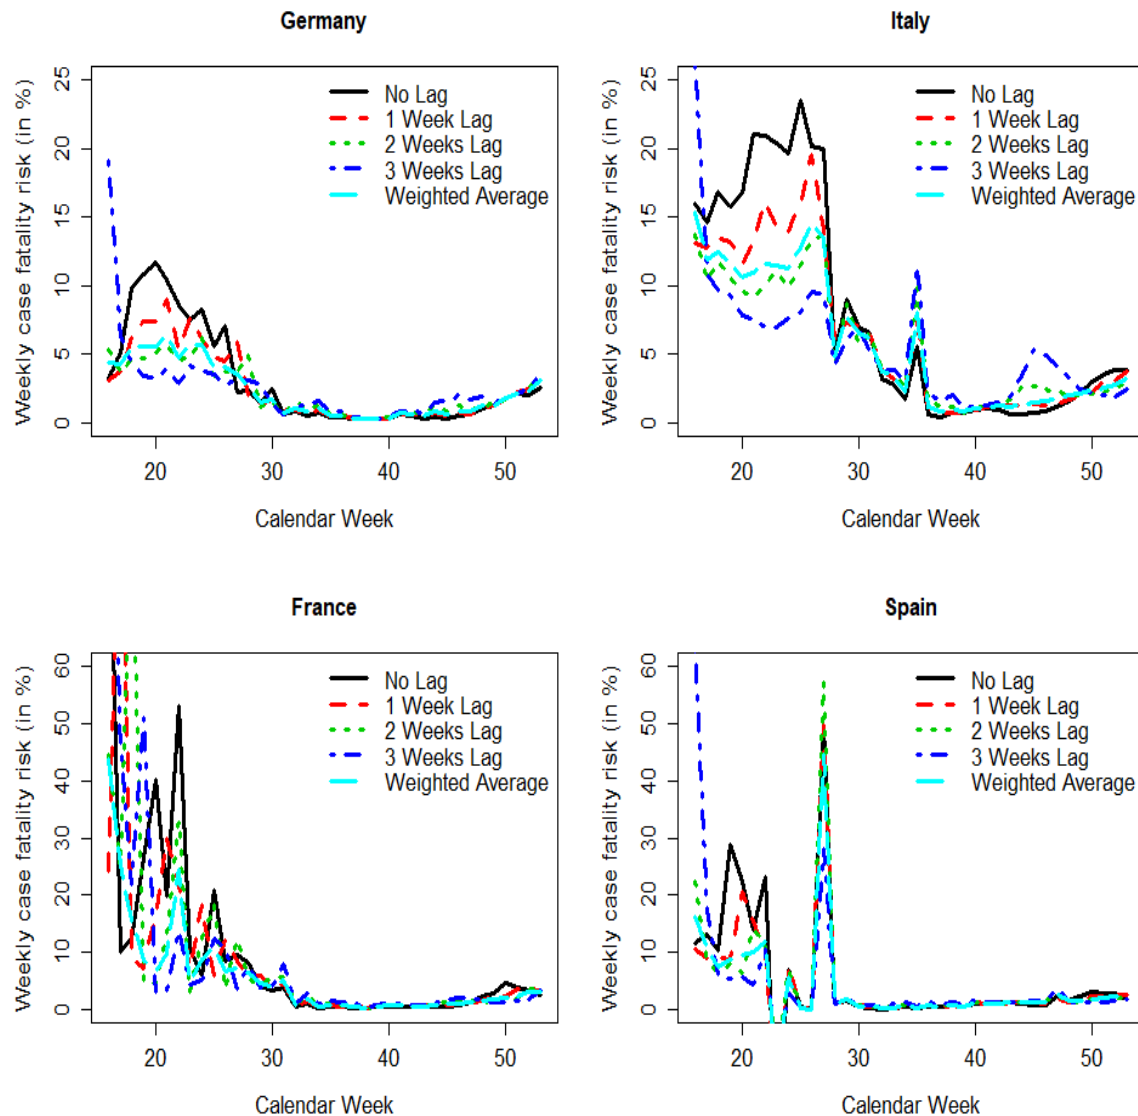 Germany
Weekly case fatality risk (in %)
25
20
15
10
5
0
No Lag
1 Week Lag
2 Weeks Lag
3 Weeks Lag
Weighted Average
20 30 40 50
Calendar Week
Italy
Weekly case fatality risk (in %)
25
20
15
10
5
0
No Lag
1 Week Lag
2 Weeks Lag
3 Weeks Lag
Weighted Average
20 30 40 50
Calendar Week
France
Weekly case fatality risk (in %)
60
50
40
30
20
10
0
No Lag
1 Week Lag
2 Weeks Lag
3 Weeks Lag
Weighted Average
20 30 40 50
Calendar Week
Spain
Weekly case fatality risk (in %)
60
50
40
30
20
10
0
No Lag
1 Week Lag
2 Weeks Lag
3 Weeks Lag
Weighted Average
20 30 40 50
Calendar Week